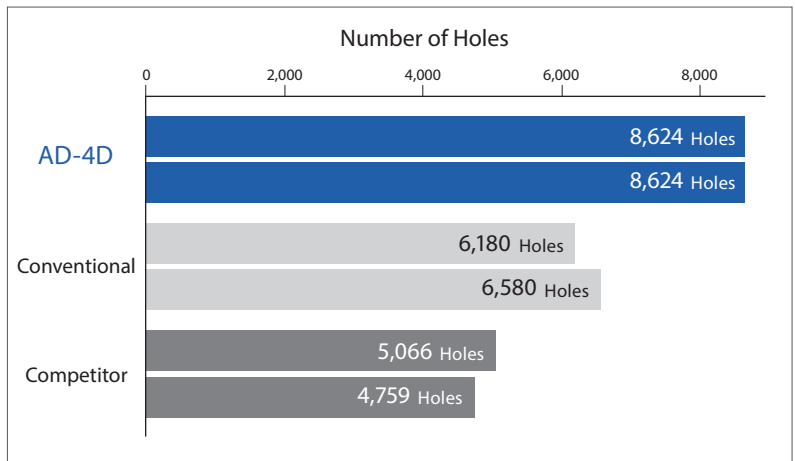 Number of Holes
0 2,000 4,000 6,000 8,000
AD-4D
8,624 Holes
8,624 Holes
Conventional
6,180 Holes
6,580 Holes
Competitor
5,066 Holes
4,759 Holes